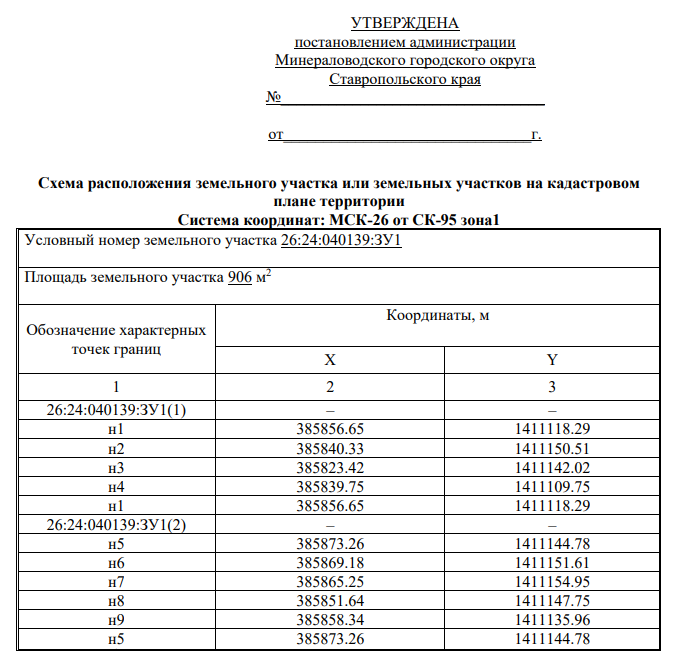 УТВЕРЖДЕНА
постановлением администрации
Минераловодского городского округа
Ставропольского края
№
от г.
Схема расположения земельного участка или земельных участков на кадастровом
плане территории
Система координат: МСК-26 от СК-95 зона1
Условный номер земельного участка 26:24:040139:ЗУ1
Площадь земельного участка 906 м²
Обозначение характерных
точек границ
Координаты, м
X Y
1 2 3
26:24:040139:ЗУ1(1) – –
н1 385856.65 1411118.29
н2 385840.33 1411150.51
н3 385823.42 1411142.02
н4 385839.75 1411109.75
н1 385856.65 1411118.29
26:24:040139:ЗУ1(2) – –
н5 385873.26 1411144.78
н6 385869.18 1411151.61
н7 385865.25 1411154.95
н8 385851.64 1411147.75
н9 385858.34 1411135.96
н5 385873.26 1411144.78